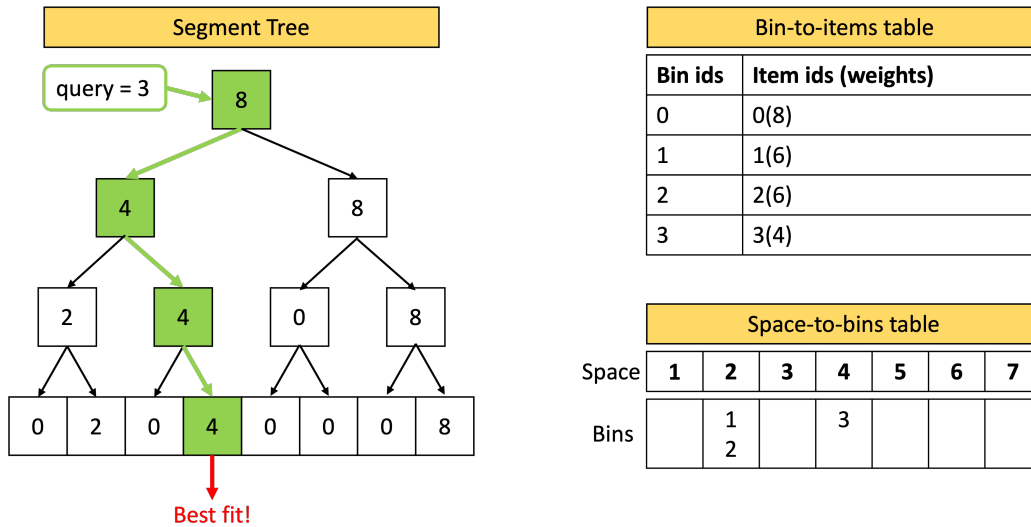 Segment Tree
query = 3
8
4 8
2 4 0 8
0 2 0 4 0 0 0 8
Best fit!
Bin-to-items table
Bin ids Item ids (weights)
0 0(8)
1 1(6)
2 2(6)
3 3(4)
Space-to-bins table
Space 1 2 3 4 5 6 7
Bins 1 3
2